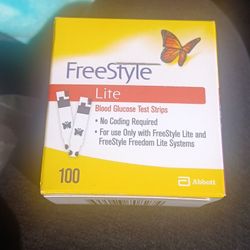 FreeStyle
Lite
Blood Glucose Test Strips
• No Coding Required
• For use Only with FreeStyle Lite and
FreeStyle Freedom Lite Systems
100
Abbott